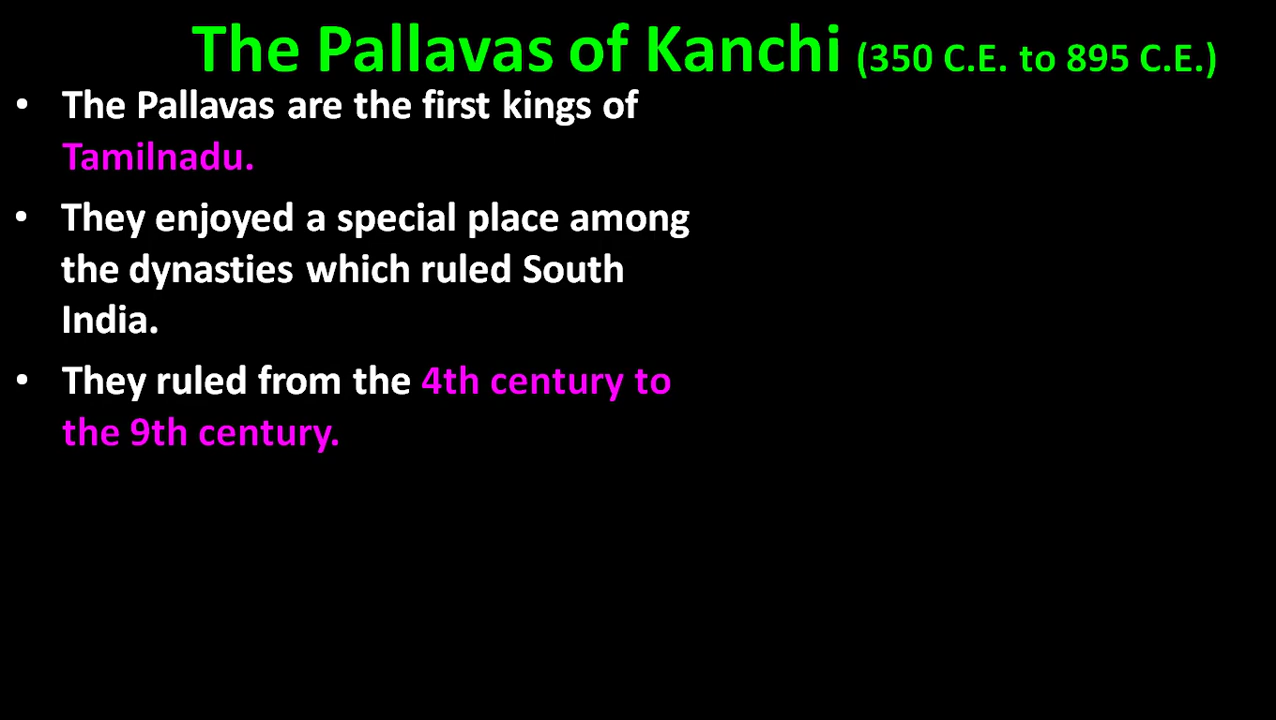 The Pallavas of Kanchi (350 C.E. to 895 C.E.)
• The Pallavas are the first kings of
Tamilnadu.
• They enjoyed a special place among
the dynasties which ruled South
India.
• They ruled from the 4th century to
the 9th century.